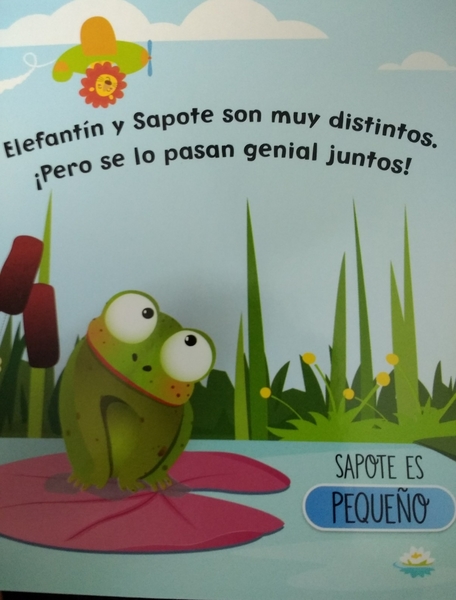 Elefantín y Sapote son muy distintos.
¡Pero se lo pasan genial juntos!
SAPOTE ES
PEQUEÑO